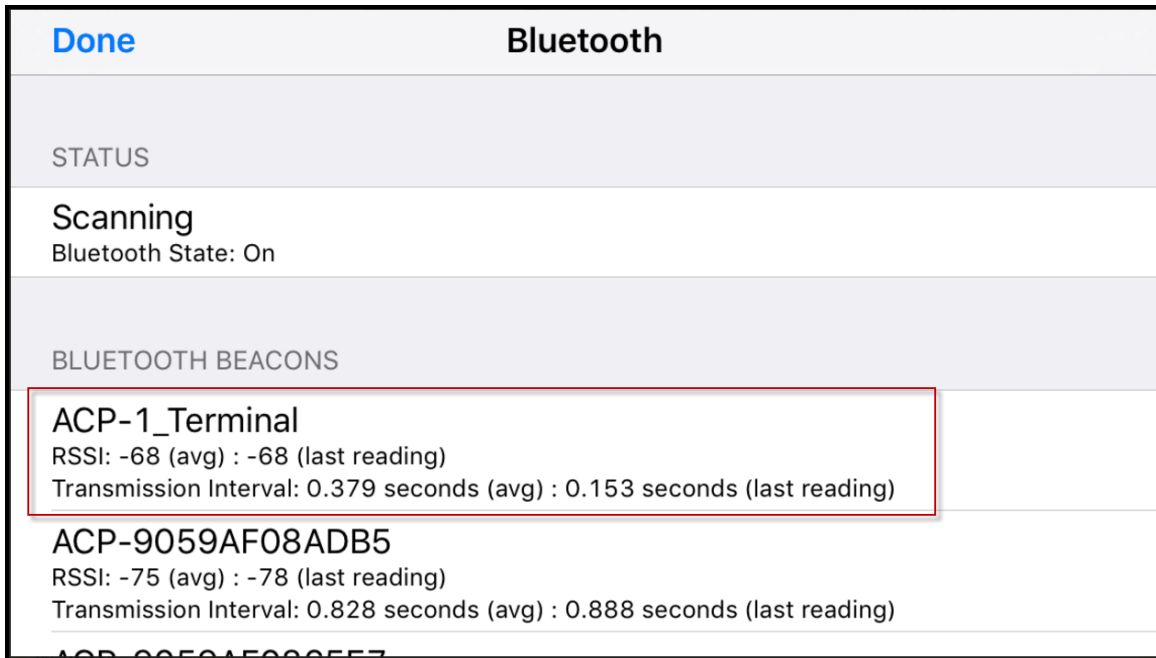 Done
Bluetooth
STATUS
Scanning
Bluetooth State: On
BLUETOOTH BEACONS
ACP-1_Terminal
RSSI: -68 (avg) : -68 (last reading)
Transmission Interval: 0.379 seconds (avg) : 0.153 seconds (last reading)
ACP-9059AF08ADB5
RSSI: -75 (avg) : -78 (last reading)
Transmission Interval: 0.828 seconds (avg) : 0.888 seconds (last reading)